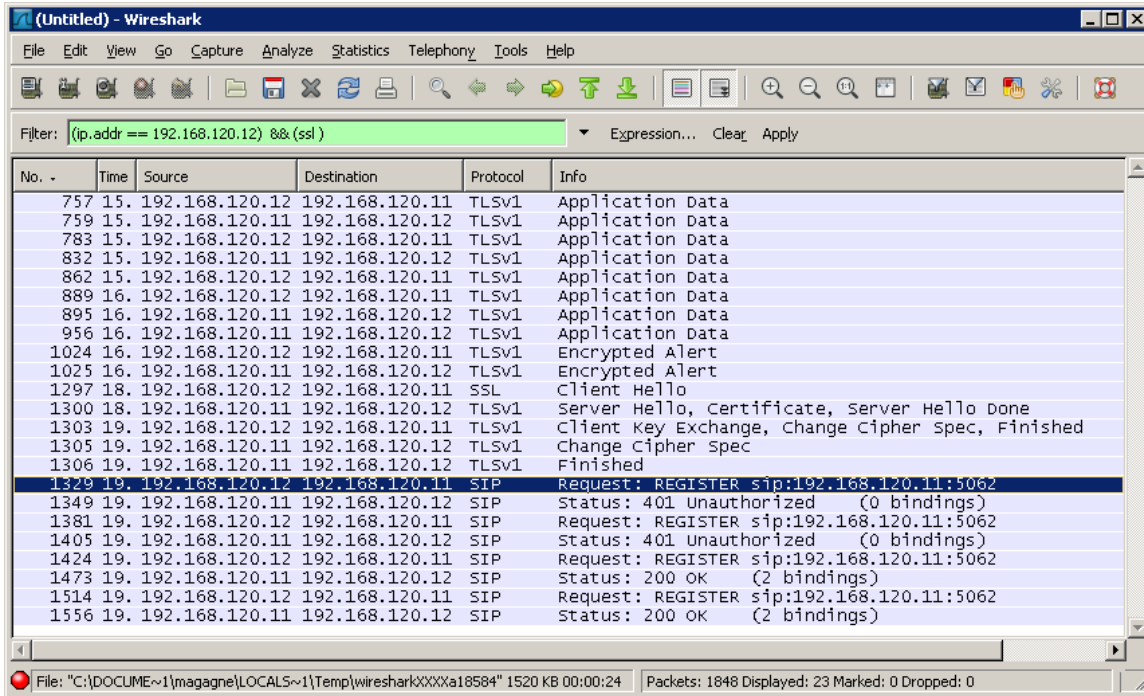 (Untitled) - Wireshark
File Edit View Go Capture Analyze Statistics Telephony Tools Help
Filter: (ip.addr == 192.168.120.12) && (ssl ) Expression... Clear Apply
No. - Time Source Destination Protocol Info
757 15. 192.168.120.12 192.168.120.11 TLSv1 Application Data
759 15. 192.168.120.11 192.168.120.12 TLSv1 Application Data
783 15. 192.168.120.12 192.168.120.11 TLSv1 Application Data
832 15. 192.168.120.11 192.168.120.12 TLSv1 Application Data
862 15. 192.168.120.12 192.168.120.11 TLSv1 Application Data
889 16. 192.168.120.12 192.168.120.11 TLSv1 Application Data
895 16. 192.168.120.11 192.168.120.12 TLSv1 Application Data
956 16. 192.168.120.11 192.168.120.12 TLSv1 Application Data
1024 16. 192.168.120.12 192.168.120.11 TLSv1 Encrypted Alert
1025 16. 192.168.120.11 192.168.120.12 TLSv1 Encrypted Alert
1297 18. 192.168.120.12 192.168.120.11 SSL Client Hello
1300 18. 192.168.120.11 192.168.120.12 TLSv1 Server Hello, Certificate, Server Hello Done
1303 19. 192.168.120.12 192.168.120.11 TLSv1 Client Key Exchange, Change Cipher Spec, Finished
1305 19. 192.168.120.11 192.168.120.12 TLSv1 Change Cipher Spec
1306 19. 192.168.120.11 192.168.120.12 TLSv1 Finished
1329 19. 192.168.120.12 192.168.120.11 SIP Request: REGISTER sip:192.168.120.11:5062
1349 19. 192.168.120.11 192.168.120.12 SIP Status: 401 Unauthorized (0 bindings)
1381 19. 192.168.120.12 192.168.120.11 SIP Request: REGISTER sip:192.168.120.11:5062
1405 19. 192.168.120.11 192.168.120.12 SIP Status: 401 Unauthorized (0 bindings)
1424 19. 192.168.120.12 192.168.120.11 SIP Request: REGISTER sip:192.168.120.11:5062
1473 19. 192.168.120.11 192.168.120.12 SIP Status: 200 OK (2 bindings)
1514 19. 192.168.120.12 192.168.120.11 SIP Request: REGISTER sip:192.168.120.11:5062
1556 19. 192.168.120.11 192.168.120.12 SIP Status: 200 OK (2 bindings)
File: "C:\DOCUME~1\magagne\LOCALS~1\Temp\wiresharkXXXXa18584" 1520 KB 00:00:24 Packets: 1848 Displayed: 23 Marked: 0 Dropped: 0